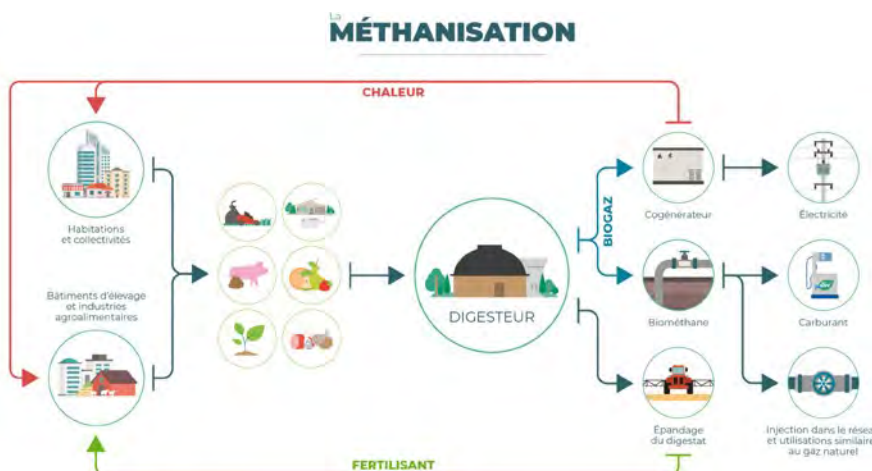 La
MÉTHANISATION
CHALEUR
Habitations
et collectivités
Bâtiments d'élevage
et industries
agroalimentaires
DIGESTEUR
BIOGAZ
Cogénérateur
Électricité
Biométhane
Carburant
Épandage
du digestat
Injection dans le résea
et utilisations similaire
au gaz naturel
FERTILISANT